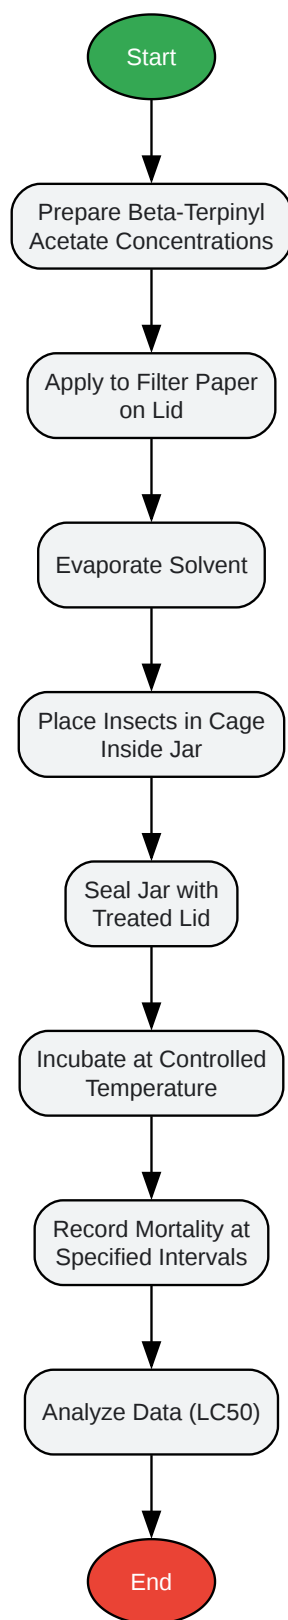 Start
Prepare Beta-Terpinyl
Acetate Concentrations
Apply to Filter Paper
on Lid
Evaporate Solvent
Place Insects in Cage
Inside Jar
Seal Jar with
Treated Lid
Incubate at Controlled
Temperature
Record Mortality at
Specified Intervals
Analyze Data (LC50)
End